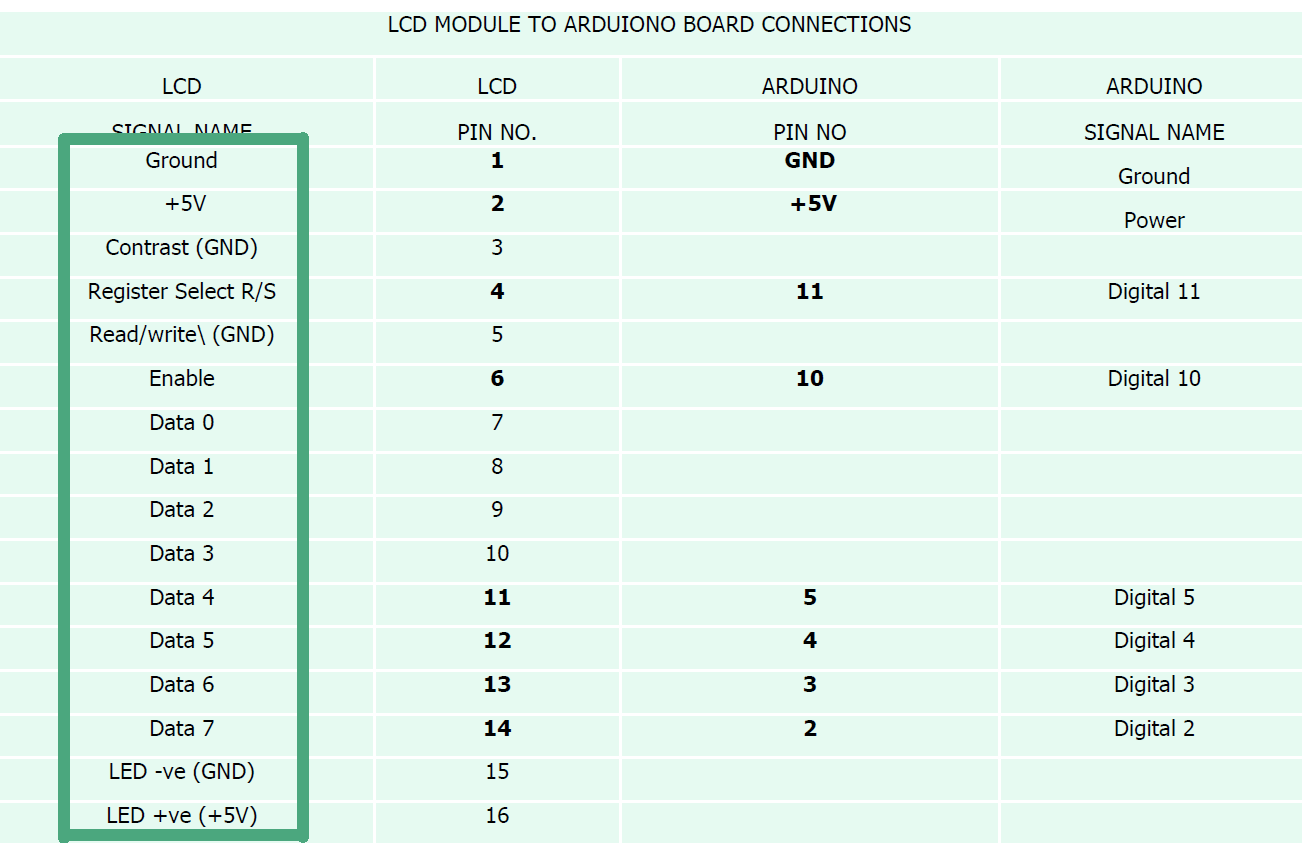 LCD MODULE TO ARDUIONO BOARD CONNECTIONS
LCD LCD ARDUINO ARDUINO
SIGNAL NAME PIN NO. PIN NO SIGNAL NAME
Ground 1 GND Ground
+5V 2 +5V Power
Contrast (GND) 3
Register Select R/S 4 11 Digital 11
Read/write\ (GND) 5
Enable 6 10 Digital 10
Data 0 7
Data 1 8
Data 2 9
Data 3 10
Data 4 11 5 Digital 5
Data 5 12 4 Digital 4
Data 6 13 3 Digital 3
Data 7 14 2 Digital 2
LED -ve (GND) 15
LED +ve (+5V) 16